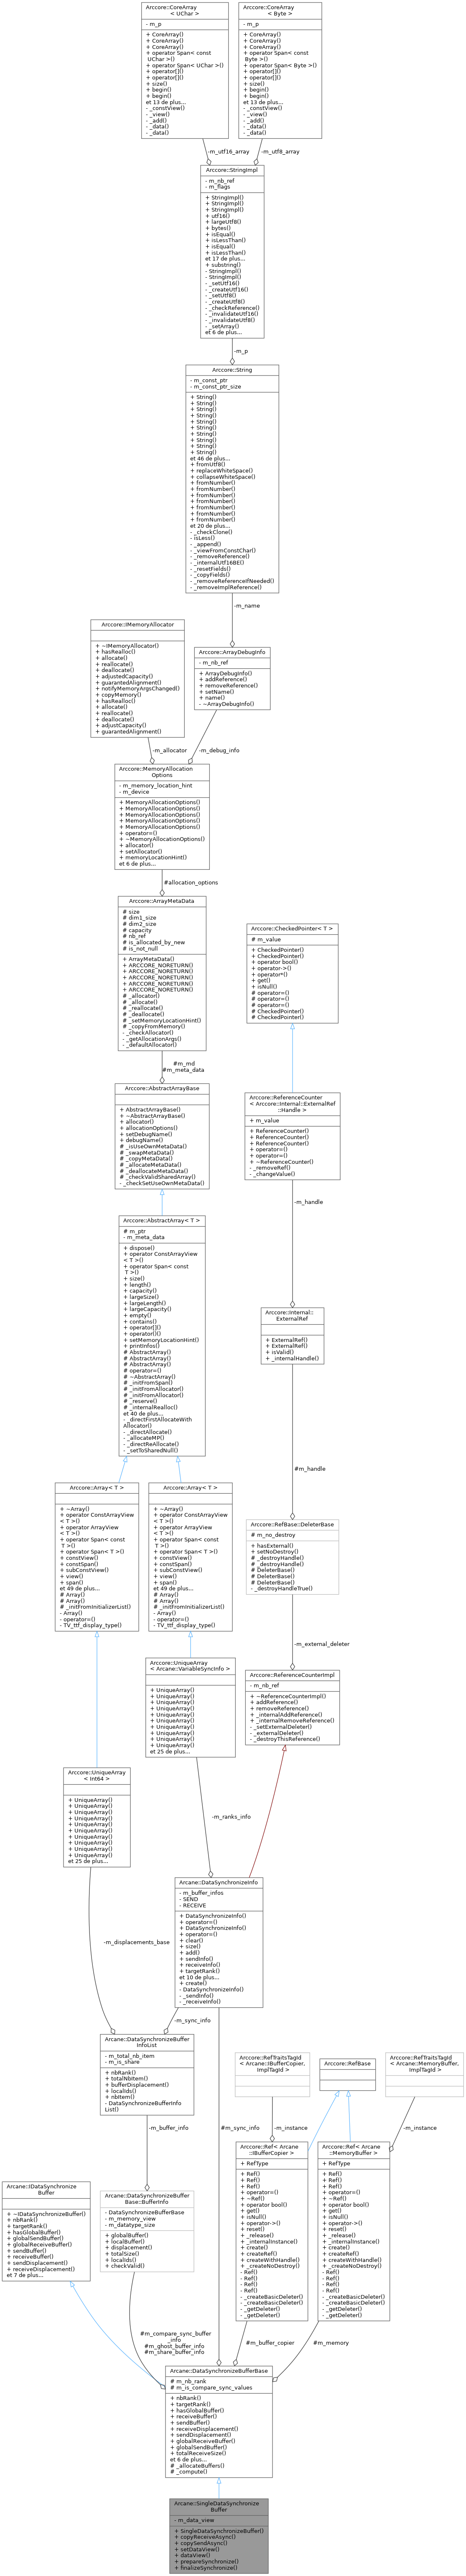 Arccore::CoreArray
< UChar >
- m_p
+ CoreArray()
+ CoreArray()
+ CoreArray()
+ operator Span< const
UChar >()
+ operator Span< UChar >()
+ operator[]()
+ operator[]()
+ size()
+ begin()
+ begin()
et 13 de plus...
- _constView()
- _view()
- _add()
- _data()
- _data()
Arccore::CoreArray
< Byte >
- m_p
+ CoreArray()
+ CoreArray()
+ CoreArray()
+ operator Span< const
Byte >()
+ operator Span< Byte >()
+ operator[]()
+ operator[]()
+ size()
+ begin()
+ begin()
et 13 de plus...
- _constView()
- _view()
- _add()
- _data()
- _data()
-m_utf16_array
-m_utf8_array
Arccore::StringImpl
- m_nb_ref
- m_flags
+ StringImpl()
+ StringImpl()
+ StringImpl()
+ utf16()
+ largeUtf8()
+ bytes()
+ isEqual()
+ isLessThan()
+ isEqual()
+ isLessThan()
et 17 de plus...
+ substring()
- StringImpl()
- StringImpl()
- _setUtf16()
- _createUtf16()
- _setUtf8()
- _createUtf8()
- _checkReference()
- _invalidateUtf16()
- _invalidateUtf8()
- _setArray()
et 6 de plus...
-m_p
Arccore::String
- m_const_ptr
- m_const_ptr_size
+ String()
+ String()
+ String()
+ String()
+ String()
+ String()
+ String()
+ String()
+ String()
+ String()
et 46 de plus...
+ fromUtf8()
+ replaceWhiteSpace()
+ collapseWhiteSpace()
+ fromNumber()
+ fromNumber()
+ fromNumber()
+ fromNumber()
+ fromNumber()
+ fromNumber()
+ fromNumber()
et 20 de plus...
- _checkClone()
- isLess()
- _append()
- _viewFromConstChar()
- _removeReference()
- _internalUtf16BE()
- _resetFields()
- _copyFields()
- _removeReferenceIfNeeded()
- _removeImplReference()
-m_name
Arccore::IMemoryAllocator
+ ~IMemoryAllocator()
+ hasRealloc()
+ allocate()
+ reallocate()
+ deallocate()
+ adjustedCapacity()
+ guarantedAlignment()
+ notifyMemoryArgsChanged()
+ copyMemory()
+ hasRealloc()
+ allocate()
+ reallocate()
+ deallocate()
+ adjustCapacity()
+ guarantedAlignment()
Arccore::ArrayDebugInfo
- m_nb_ref
+ ArrayDebugInfo()
+ addReference()
+ removeReference()
+ setName()
+ name()
- ~ArrayDebugInfo()
-m_allocator
-m_debug_info
Arccore::MemoryAllocation
Options
- m_memory_location_hint
- m_device
+ MemoryAllocationOptions()
+ MemoryAllocationOptions()
+ MemoryAllocationOptions()
+ MemoryAllocationOptions()
+ MemoryAllocationOptions()
+ operator=()
+ ~MemoryAllocationOptions()
+ allocator()
+ setAllocator()
+ memoryLocationHint()
et 6 de plus...
#allocation_options
Arccore::ArrayMetaData
# size
# dim1_size
# dim2_size
# capacity
# nb_ref
# is_allocated_by_new
# is_not_null
+ ArrayMetaData()
+ ARCCORE_NORETURN()
+ ARCCORE_NORETURN()
+ ARCCORE_NORETURN()
+ ARCCORE_NORETURN()
+ ARCCORE_NORETURN()
# _allocator()
# _allocate()
# _reallocate()
# _deallocate()
# _setMemoryLocationHint()
# _copyFromMemory()
- _checkAllocator()
- _getAllocationArgs()
- _defaultAllocator()
#m_md
#m_meta_data
Arccore::AbstractArrayBase
+ AbstractArrayBase()
+ ~AbstractArrayBase()
+ allocator()
+ allocationOptions()
+ setDebugName()
+ debugName()
# _isUseOwnMetaData()
# _swapMetaData()
# _copyMetaData()
# _allocateMetaData()
# _deallocateMetaData()
# _checkValidSharedArray()
- _checkSetUseOwnMetaData()
Arccore::AbstractArray< T >
# m_ptr
- m_meta_data
+ dispose()
+ operator ConstArrayView
< T >()
+ operator Span< const
T >()
+ size()
+ length()
+ capacity()
+ largeSize()
+ largeLength()
+ largeCapacity()
+ empty()
+ contains()
+ operator[]()
+ operator()()
+ setMemoryLocationHint()
+ printInfos()
# AbstractArray()
# AbstractArray()
# AbstractArray()
# operator=()
# ~AbstractArray()
# _initFromSpan()
# _initFromAllocator()
# _initFromAllocator()
# _reserve()
# _internalRealloc()
et 40 de plus...
- _directFirstAllocateWith
Allocator()
- _directAllocate()
- _allocateMP()
- _directReAllocate()
- _setToSharedNull()
Arccore::CheckedPointer< T >
# m_value
+ CheckedPointer()
+ CheckedPointer()
+ operator bool()
+ operator->()
+ operator*()
+ get()
+ isNull()
# operator=()
# operator=()
# operator=()
# CheckedPointer()
# CheckedPointer()
Arccore::ReferenceCounter
< Arccore::Internal::ExternalRef
::Handle >
+ m_value
+ ReferenceCounter()
+ ReferenceCounter()
+ ReferenceCounter()
+ operator=()
+ operator=()
+ ~ReferenceCounter()
- _removeRef()
- _changeValue()
-m_handle
Arccore::Internal::
ExternalRef
+ ExternalRef()
+ ExternalRef()
+ isValid()
+ _internalHandle()
#m_handle
Arccore::RefBase::DeleterBase
# m_no_destroy
+ hasExternal()
+ setNoDestroy()
# _destroyHandle()
# _destroyHandle()
# DeleterBase()
# DeleterBase()
# DeleterBase()
- _destroyHandleTrue()
-m_external_deleter
Arccore::Array< T >
+ ~Array()
+ operator ConstArrayView
< T >()
+ operator ArrayView
< T >()
+ operator Span< const
T >()
+ operator Span< T >()
+ constView()
+ constSpan()
+ subConstView()
+ view()
+ span()
et 49 de plus...
# Array()
# Array()
# _initFromInitializerList()
- Array()
- operator=()
- TV_ttf_display_type()
Arccore::Array< T >
+ ~Array()
+ operator ConstArrayView
< T >()
+ operator ArrayView
< T >()
+ operator Span< const
T >()
+ operator Span< T >()
+ constView()
+ constSpan()
+ subConstView()
+ view()
+ span()
et 49 de plus...
# Array()
# Array()
# _initFromInitializerList()
- Array()
- operator=()
- TV_ttf_display_type()
Arccore::UniqueArray
< Arcane::VariableSyncInfo >
+ UniqueArray()
+ UniqueArray()
+ UniqueArray()
+ UniqueArray()
+ UniqueArray()
+ UniqueArray()
+ UniqueArray()
+ UniqueArray()
+ UniqueArray()
+ UniqueArray()
et 25 de plus...
Arccore::ReferenceCounterImpl
- m_nb_ref
+ ~ReferenceCounterImpl()
+ addReference()
+ removeReference()
+ _internalAddReference()
+ _internalRemoveReference()
- _setExternalDeleter()
- _externalDeleter()
- _destroyThisReference()
Arccore::UniqueArray
< Int64 >
+ UniqueArray()
+ UniqueArray()
+ UniqueArray()
+ UniqueArray()
+ UniqueArray()
+ UniqueArray()
+ UniqueArray()
+ UniqueArray()
+ UniqueArray()
+ UniqueArray()
et 25 de plus...
-m_ranks_info
Arcane::DataSynchronizeInfo
- m_buffer_infos
- SEND
- RECEIVE
+ DataSynchronizeInfo()
+ operator=()
+ DataSynchronizeInfo()
+ operator=()
+ clear()
+ size()
+ add()
+ sendInfo()
+ receiveInfo()
+ targetRank()
et 10 de plus...
+ create()
- DataSynchronizeInfo()
- _sendInfo()
- _receiveInfo()
-m_displacements_base
-m_sync_info
Arcane::DataSynchronizeBuffer
InfoList
- m_total_nb_item
- m_is_share
+ nbRank()
+ totalNbItem()
+ bufferDisplacement()
+ localIds()
+ nbItem()
- DataSynchronizeBufferInfo
List()
-m_buffer_info
#m_sync_info
Arccore::RefTraitsTagId
< Arcane::IBufferCopier,
ImplTagId >
Arccore::RefBase
Arccore::RefTraitsTagId
< Arcane::MemoryBuffer,
ImplTagId >
-m_instance
-m_instance
Arcane::IDataSynchronize
Buffer
+ ~IDataSynchronizeBuffer()
+ nbRank()
+ targetRank()
+ hasGlobalBuffer()
+ globalSendBuffer()
+ globalReceiveBuffer()
+ sendBuffer()
+ receiveBuffer()
+ sendDisplacement()
+ receiveDisplacement()
et 7 de plus...
Arcane::DataSynchronizeBuffer
Base::BufferInfo
- DataSynchronizeBufferBase
- m_memory_view
- m_datatype_size
+ globalBuffer()
+ localBuffer()
+ displacement()
+ totalSize()
+ localIds()
+ checkValid()
Arccore::Ref< Arcane
::IBufferCopier >
+ RefType
+ Ref()
+ Ref()
+ Ref()
+ operator=()
+ ~Ref()
+ operator bool()
+ get()
+ isNull()
+ operator->()
+ reset()
+ _release()
+ _internalInstance()
+ create()
+ createRef()
+ createWithHandle()
+ _createNoDestroy()
- Ref()
- Ref()
- Ref()
- Ref()
- _createBasicDeleter()
- _createBasicDeleter()
- _getDeleter()
- _getDeleter()
Arccore::Ref< Arcane
::MemoryBuffer >
+ RefType
+ Ref()
+ Ref()
+ Ref()
+ operator=()
+ ~Ref()
+ operator bool()
+ get()
+ isNull()
+ operator->()
+ reset()
+ _release()
+ _internalInstance()
+ create()
+ createRef()
+ createWithHandle()
+ _createNoDestroy()
- Ref()
- Ref()
- Ref()
- Ref()
- _createBasicDeleter()
- _createBasicDeleter()
- _getDeleter()
- _getDeleter()
#m_compare_sync_buffer
_info
#m_ghost_buffer_info
#m_share_buffer_info
#m_buffer_copier
#m_memory
Arcane::DataSynchronizeBufferBase
# m_nb_rank
# m_is_compare_sync_values
+ nbRank()
+ targetRank()
+ hasGlobalBuffer()
+ receiveBuffer()
+ sendBuffer()
+ receiveDisplacement()
+ sendDisplacement()
+ globalReceiveBuffer()
+ globalSendBuffer()
+ totalReceiveSize()
et 6 de plus...
# _allocateBuffers()
# _compute()
Arcane::SingleDataSynchronize
Buffer
- m_data_view
+ SingleDataSynchronizeBuffer()
+ copyReceiveAsync()
+ copySendAsync()
+ setDataView()
+ dataView()
+ prepareSynchronize()
+ finalizeSynchronize()